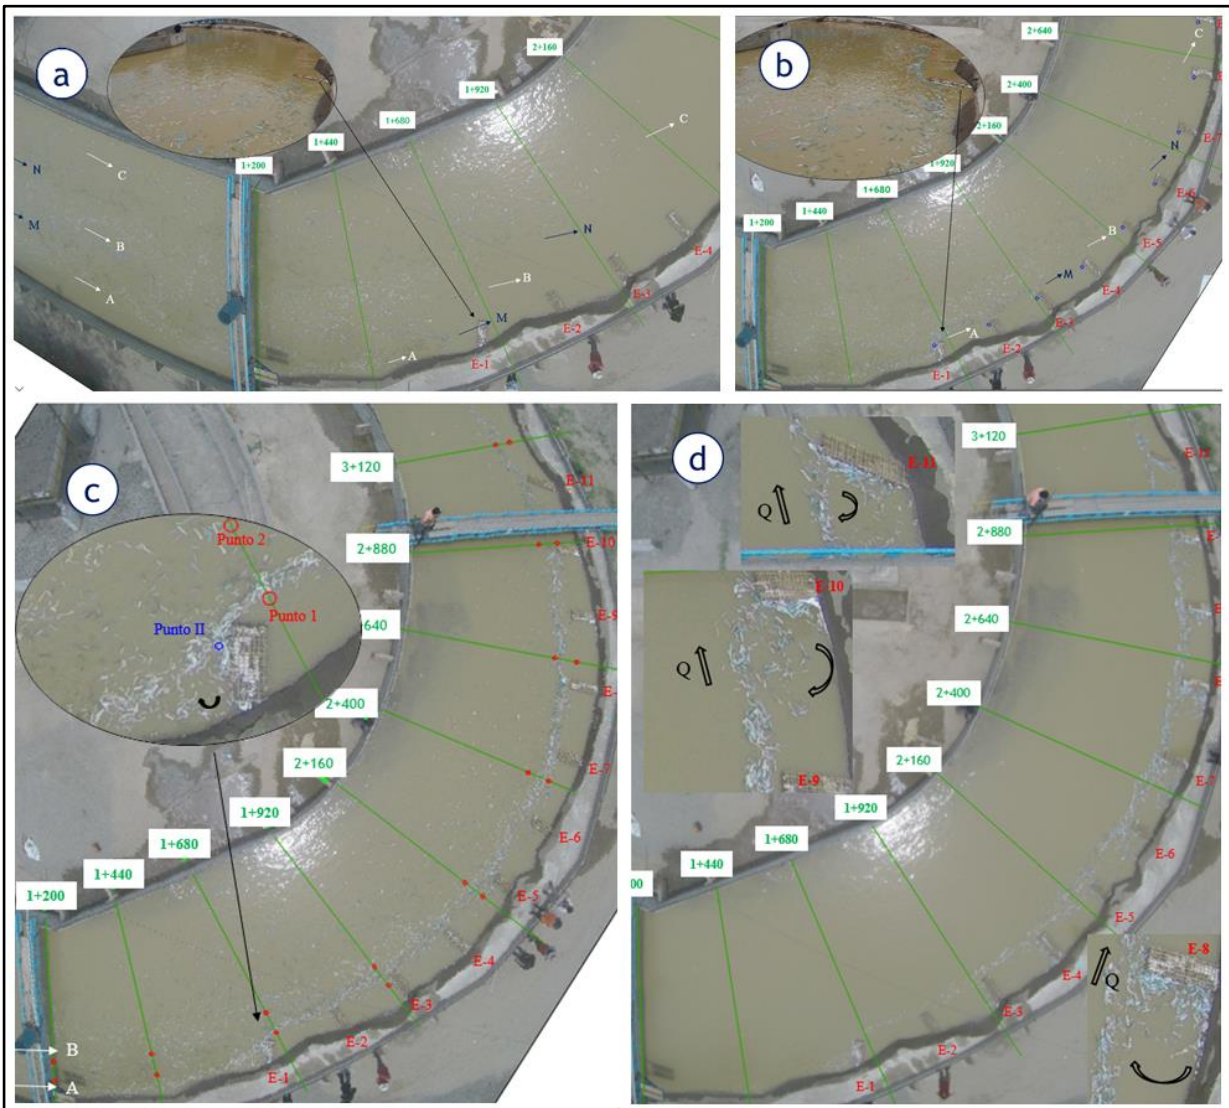 a
2+160
1+920
1+680
1+440
1+200
C
N
C
N
M
B
B
A
M
A
E-4
E-3
E-2
E-1
b
C
2+640
2+400
2+160
1+920
1+680
1+440
1+200
N
E-7
E-6
B
E-5
M
E-4
A
E-3
E-2
E-1
c
3+120
E-11
Punto 2
2+880
E-10
Punto 1
Punto II
640
E-9
2+400
2+160
E-7
1+920
1+680
E-6
1+440
1+200
E-5
E-4
E-3
E-2
E-1
B
A
d
E-11
3+120
Q
2+880
E-10
2+640
Q
2+400
E-9
2+160
E-7
1+920
1+680
E-6
1+440
00
E-5
E-8
E-4
Q
E-3
E-2
E-1